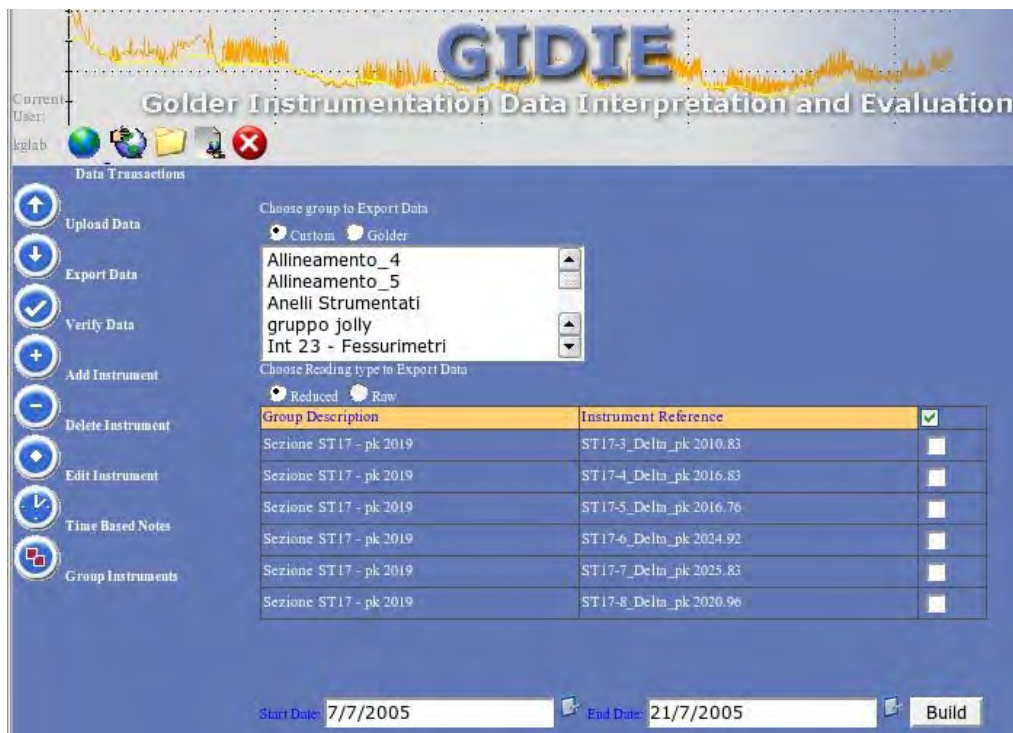 GIDIE
Golder Instrumentation Data Interpretation and Evaluation
Current
User:
kglab
Data Transactions
Upload Data
Export Data
Verify Data
Add Instrument
Delete Instrument
Edit Instrument
Time Based Notes
Group Instruments
Choose group to Export Data
Custom Golder
Allineamento_4
Allineamento_5
Anelli Strumentati
gruppo jolly
Int 23 - Fessurimetri
Choose Reading type to Export Data
Reduced Raw
Group Description Instrument Reference
Sezione ST17 - pk 2019 ST17-3_Delta_pk 2010.83
Sezione ST17 - pk 2019 ST17-4_Delta_pk 2016.83
Sezione ST17 - pk 2019 ST17-5_Delta_pk 2016.76
Sezione ST17 - pk 2019 ST17-6_Delta_pk 2024.92
Sezione ST17 - pk 2019 ST17-7_Delta_pk 2025.83
Sezione ST17 - pk 2019 ST17-8_Delta_pk 2020.96
Start Date: 7/7/2005 End Date: 21/7/2005 Build